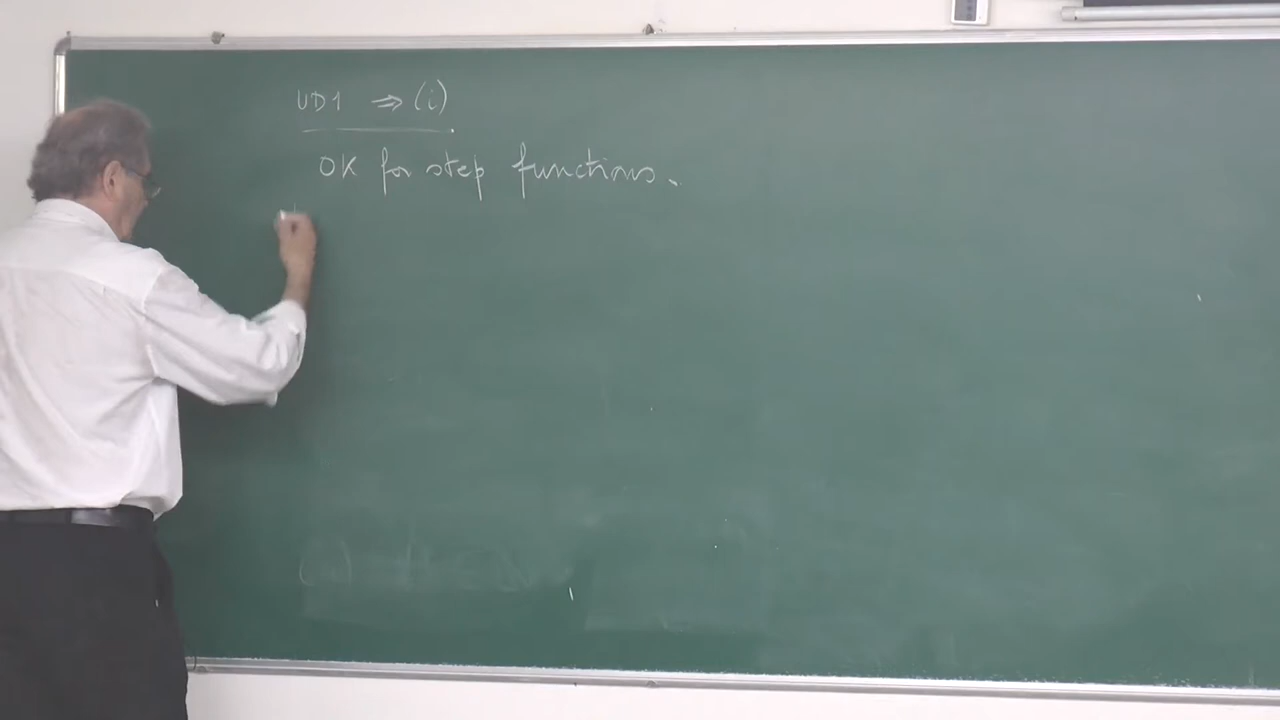 UD1 ⇒ (i)
OK for step functions.